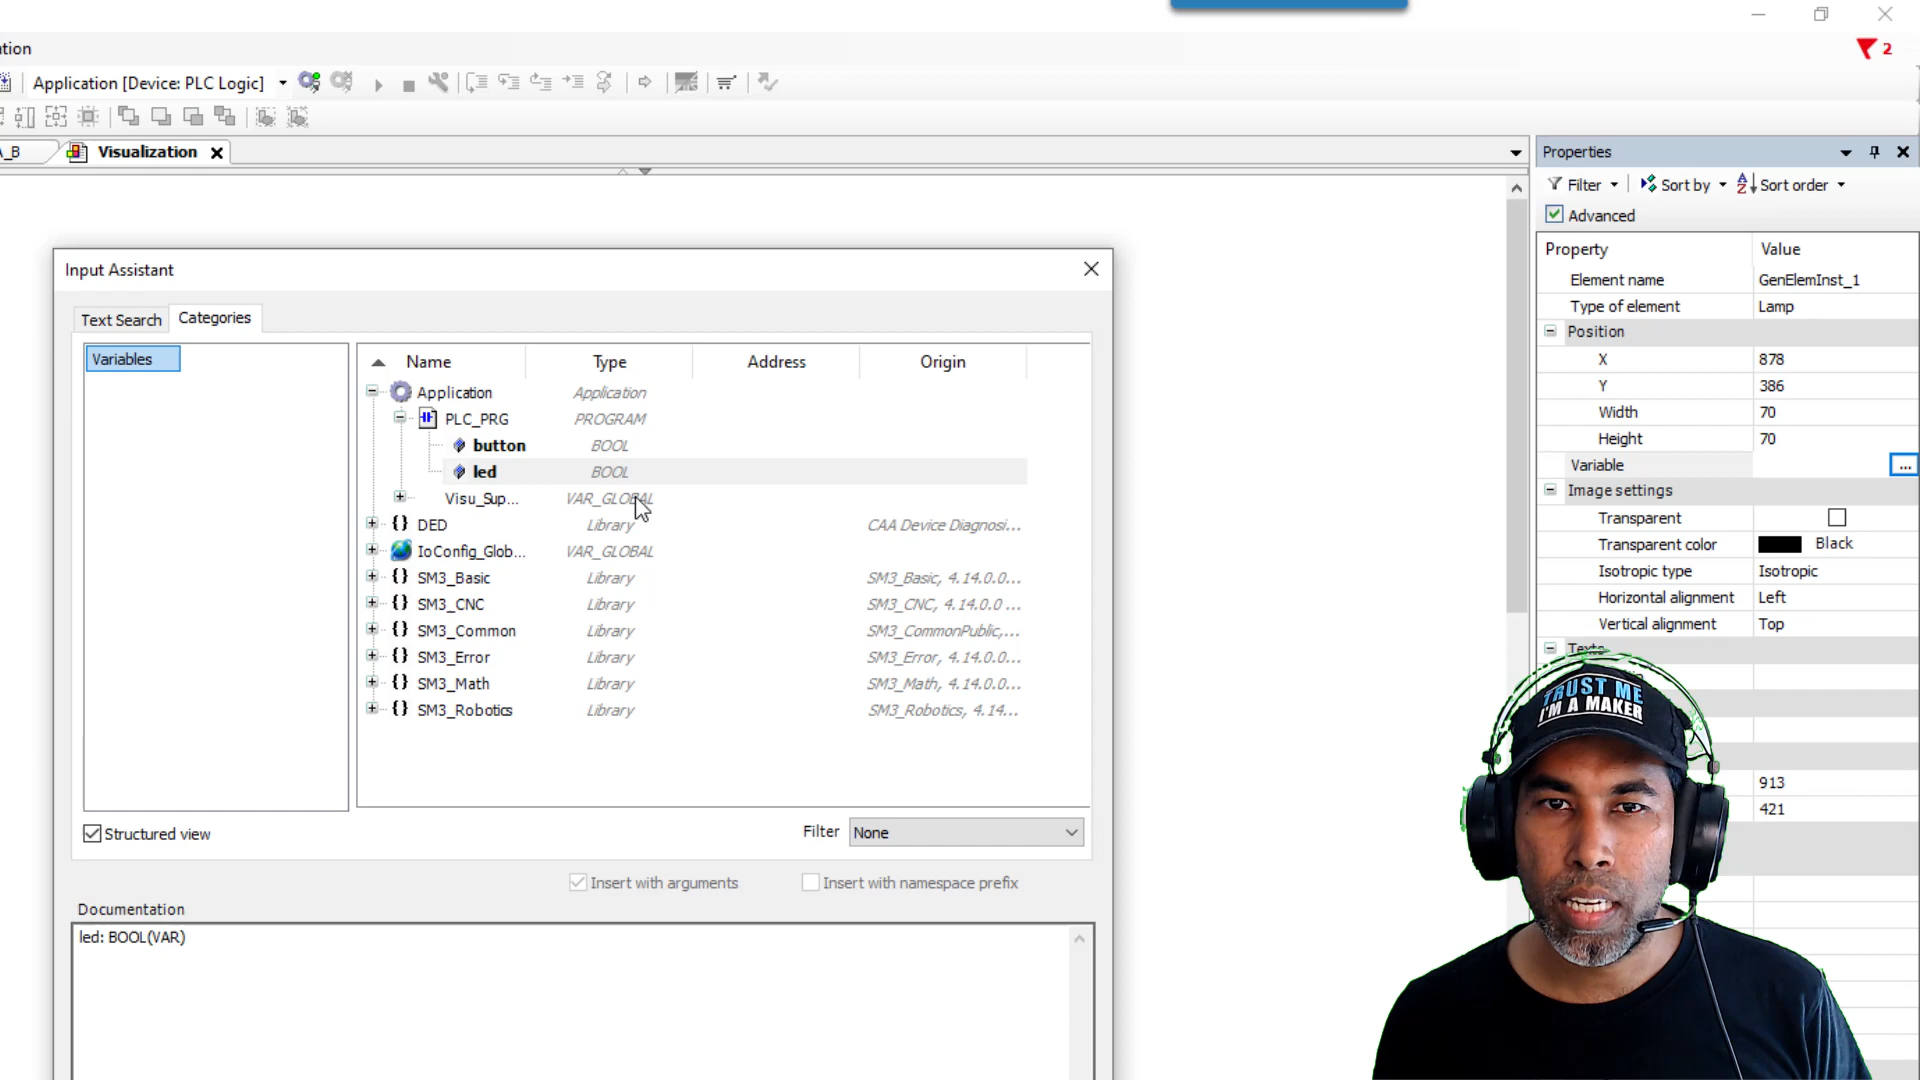 ation
2
Application [Device: PLC Logic]
A_B
Visualization
Properties
Filter
Sort by
Sort order
Advanced
Property Value
Element name GenElemInst_1
Type of element Lamp
Position
X 878
Y 386
Width 70
Height 70
Variable ...
Image settings
Transparent
Transparent color Black
Isotropic type Isotropic
Horizontal alignment Left
Vertical alignment Top
Texts
913
421
Input Assistant
Text Search Categories
Variables
Name Type Address Origin
Application Application
PLC_PRG PROGRAM
button BOOL
led BOOL
Visu_Sup... VAR_GLOBAL
DED Library CAA Device Diagnosi...
IoConfig_Glob... VAR_GLOBAL
SM3_Basic Library SM3_Basic, 4.14.0.0...
SM3_CNC Library SM3_CNC, 4.14.0.0 ...
SM3_Common Library SM3_CommonPublic,...
SM3_Error Library SM3_Error, 4.14.0.0...
SM3_Math Library SM3_Math, 4.14.0.0...
SM3_Robotics Library SM3_Robotics, 4.14...
Structured view
Filter None
Insert with arguments Insert with namespace prefix
Documentation
led: BOOL(VAR)
TRUST ME
I'M A MAKER